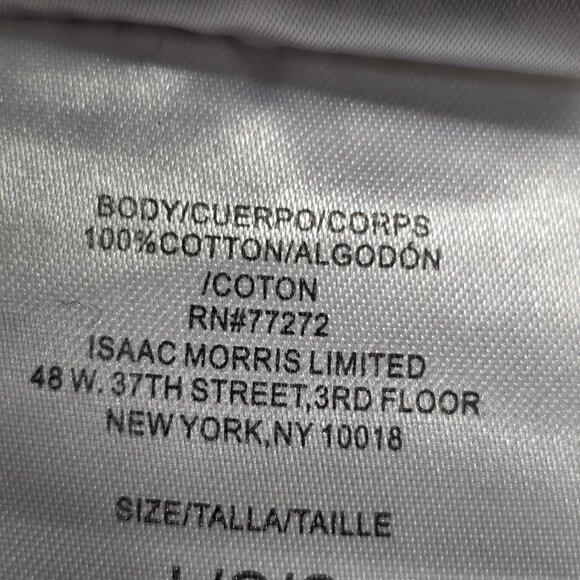 BODY/CUERPO/CORPS
100%COTTON/ALGODÓN
/COTON
RN#77272
ISAAC MORRIS LIMITED
48 W. 37TH STREET,3RD FLOOR
NEW YORK,NY 10018
SIZE/TALLA/TAILLE